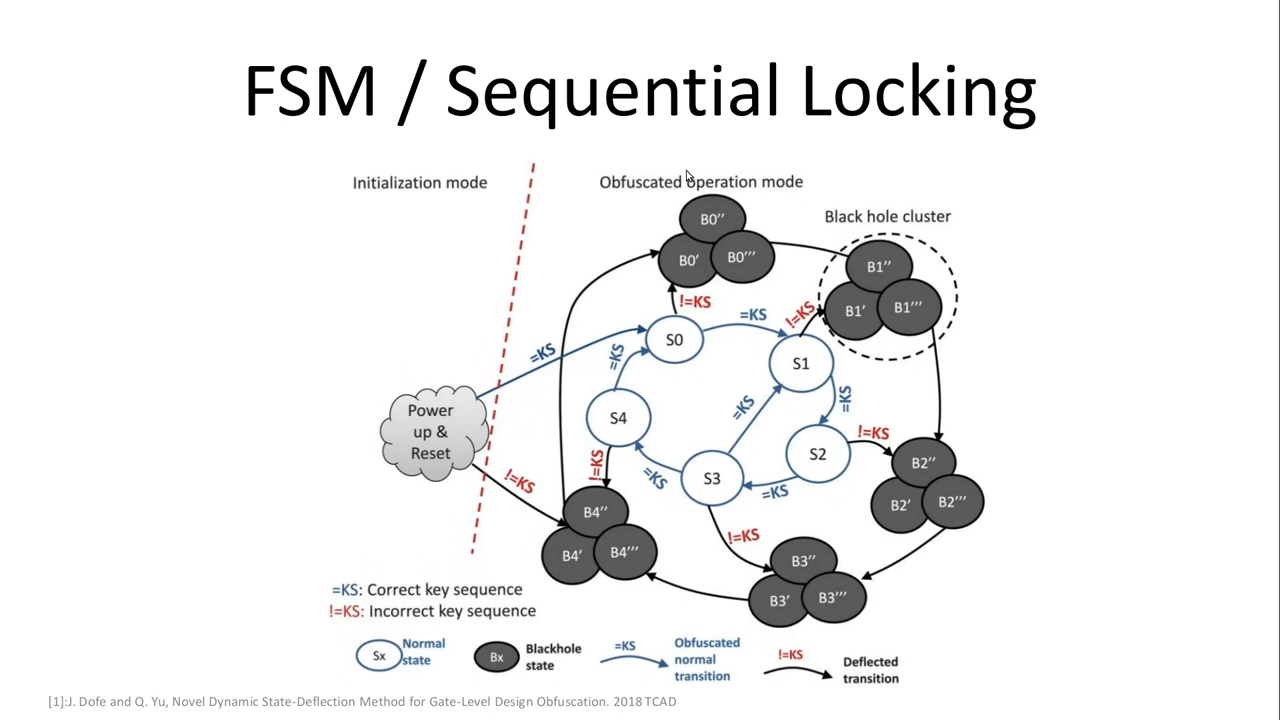 FSM / Sequential Locking
Initialization mode
Obfuscated operation mode
Black hole cluster
B0′′
B0′
B0′′′
B1′′
B1′
B1′′′
!=KS
=KS
!=KS
S0
S1
=KS
=KS
=KS
=KS
S4
S2
S3
Power
up &
Reset
!=KS
!=KS
!=KS
=KS
=KS
B2′′
B2′
B2′′′
B4′′
B4′
B4′′′
!=KS
B3′′
B3′
B3′′′
=KS: Correct key sequence
!=KS: Incorrect key sequence
Sx
Normal
state
Bx
Blackhole
state
=KS
Obfuscated
normal
transition
!=KS
Deflected
transition
[1]:J. Dofe and Q. Yu, Novel Dynamic State-Deflection Method for Gate-Level Design Obfuscation. 2018 TCAD